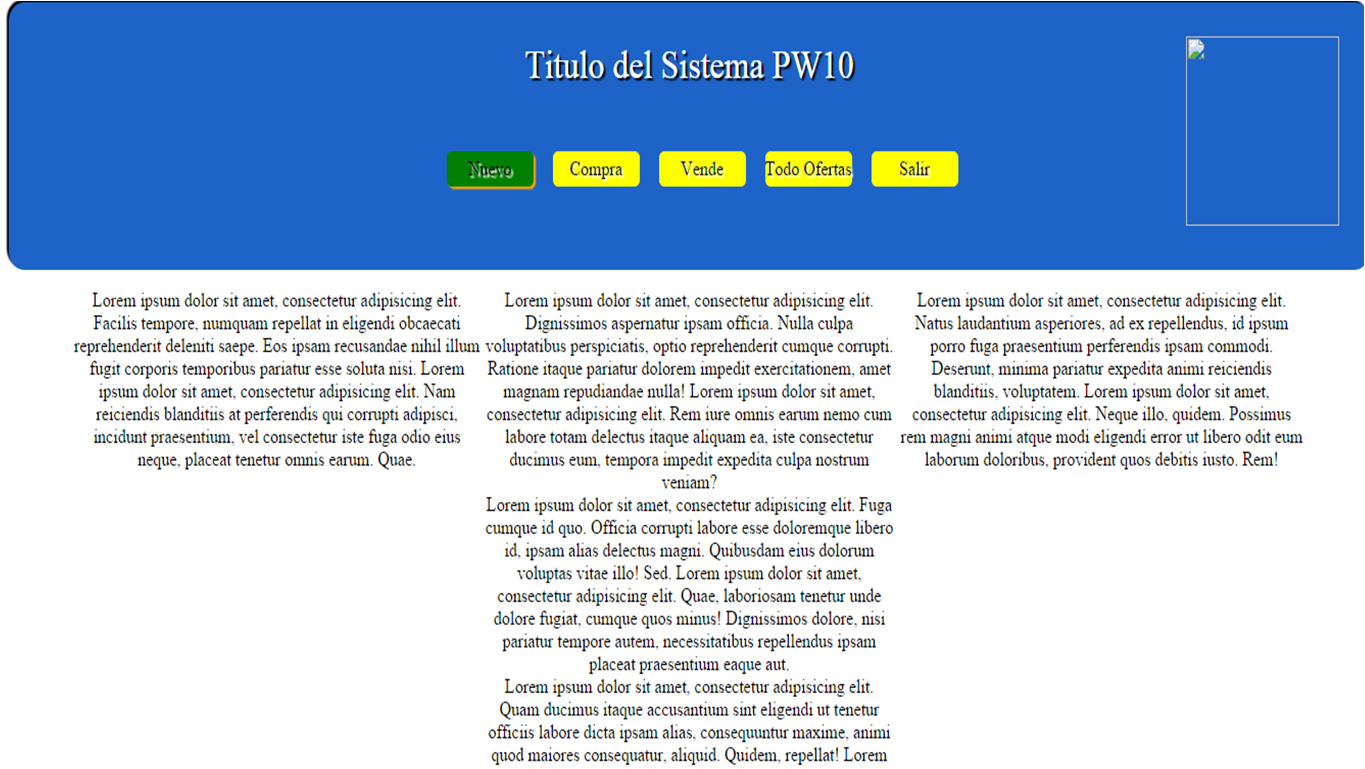 Titulo del Sistema PW10
Nuevo
Compra
Vende
Todo Ofertas
Salir
Lorem ipsum dolor sit amet, consectetur adipisicing elit.
Facilis tempore, numquam repellat in eligendi obcaecati
reprehenderit deleniti saepe. Eos ipsam recusandae nihil illum
fugit corporis temporibus pariatur esse soluta nisi. Lorem
ipsum dolor sit amet, consectetur adipisicing elit. Nam
reiciendis blanditiis at perferendis qui corrupti adipisci,
incidunt praesentium, vel consectetur iste fuga odio eius
neque, placeat tenetur omnis earum. Quae.
Lorem ipsum dolor sit amet, consectetur adipisicing elit.
Dignissimos aspernatur ipsam officia. Nulla culpa
voluptatibus perspiciatis, optio reprehenderit cumque corrupti.
Ratione itaque pariatur dolorem impedit exercitationem, amet
magnam repudiandae nulla! Lorem ipsum dolor sit amet,
consectetur adipisicing elit. Rem iure omnis earum nemo cum
labore totam delectus itaque aliquam ea, iste consectetur
ducimus eum, tempora impedit expedita culpa nostrum
veniam?
Lorem ipsum dolor sit amet, consectetur adipisicing elit. Fuga
cumque id quo. Officia corrupti labore esse doloremque libero
id, ipsam alias delectus magni. Quibusdam eius dolorum
voluptas vitae illo! Sed. Lorem ipsum dolor sit amet,
consectetur adipisicing elit. Quae, laboriosam tenetur unde
dolore fugiat, cumque quos minus! Dignissimos dolore, nisi
pariatur tempore autem, necessitatibus repellendus ipsam
placeat praesentium eaque aut.
Lorem ipsum dolor sit amet, consectetur adipisicing elit.
Quam ducimus itaque accusantium sint eligendi ut tenetur
officiis labore dicta ipsam alias, consequuntur maxime, animi
quod maiores consequatur, aliquid. Quidem, repellat! Lorem
Lorem ipsum dolor sit amet, consectetur adipisicing elit.
Natus laudantium asperiores, ad ex repellendus, id ipsum
porro fuga praesentium perferendis ipsam commodi.
Deserunt, minima pariatur expedita animi reiciendis
blanditiis, voluptatem. Lorem ipsum dolor sit amet,
consectetur adipisicing elit. Neque illo, quidem. Possimus
rem magni animi atque modi eligendi error ut libero odit eum
laborum doloribus, provident quos debitis iusto. Rem!